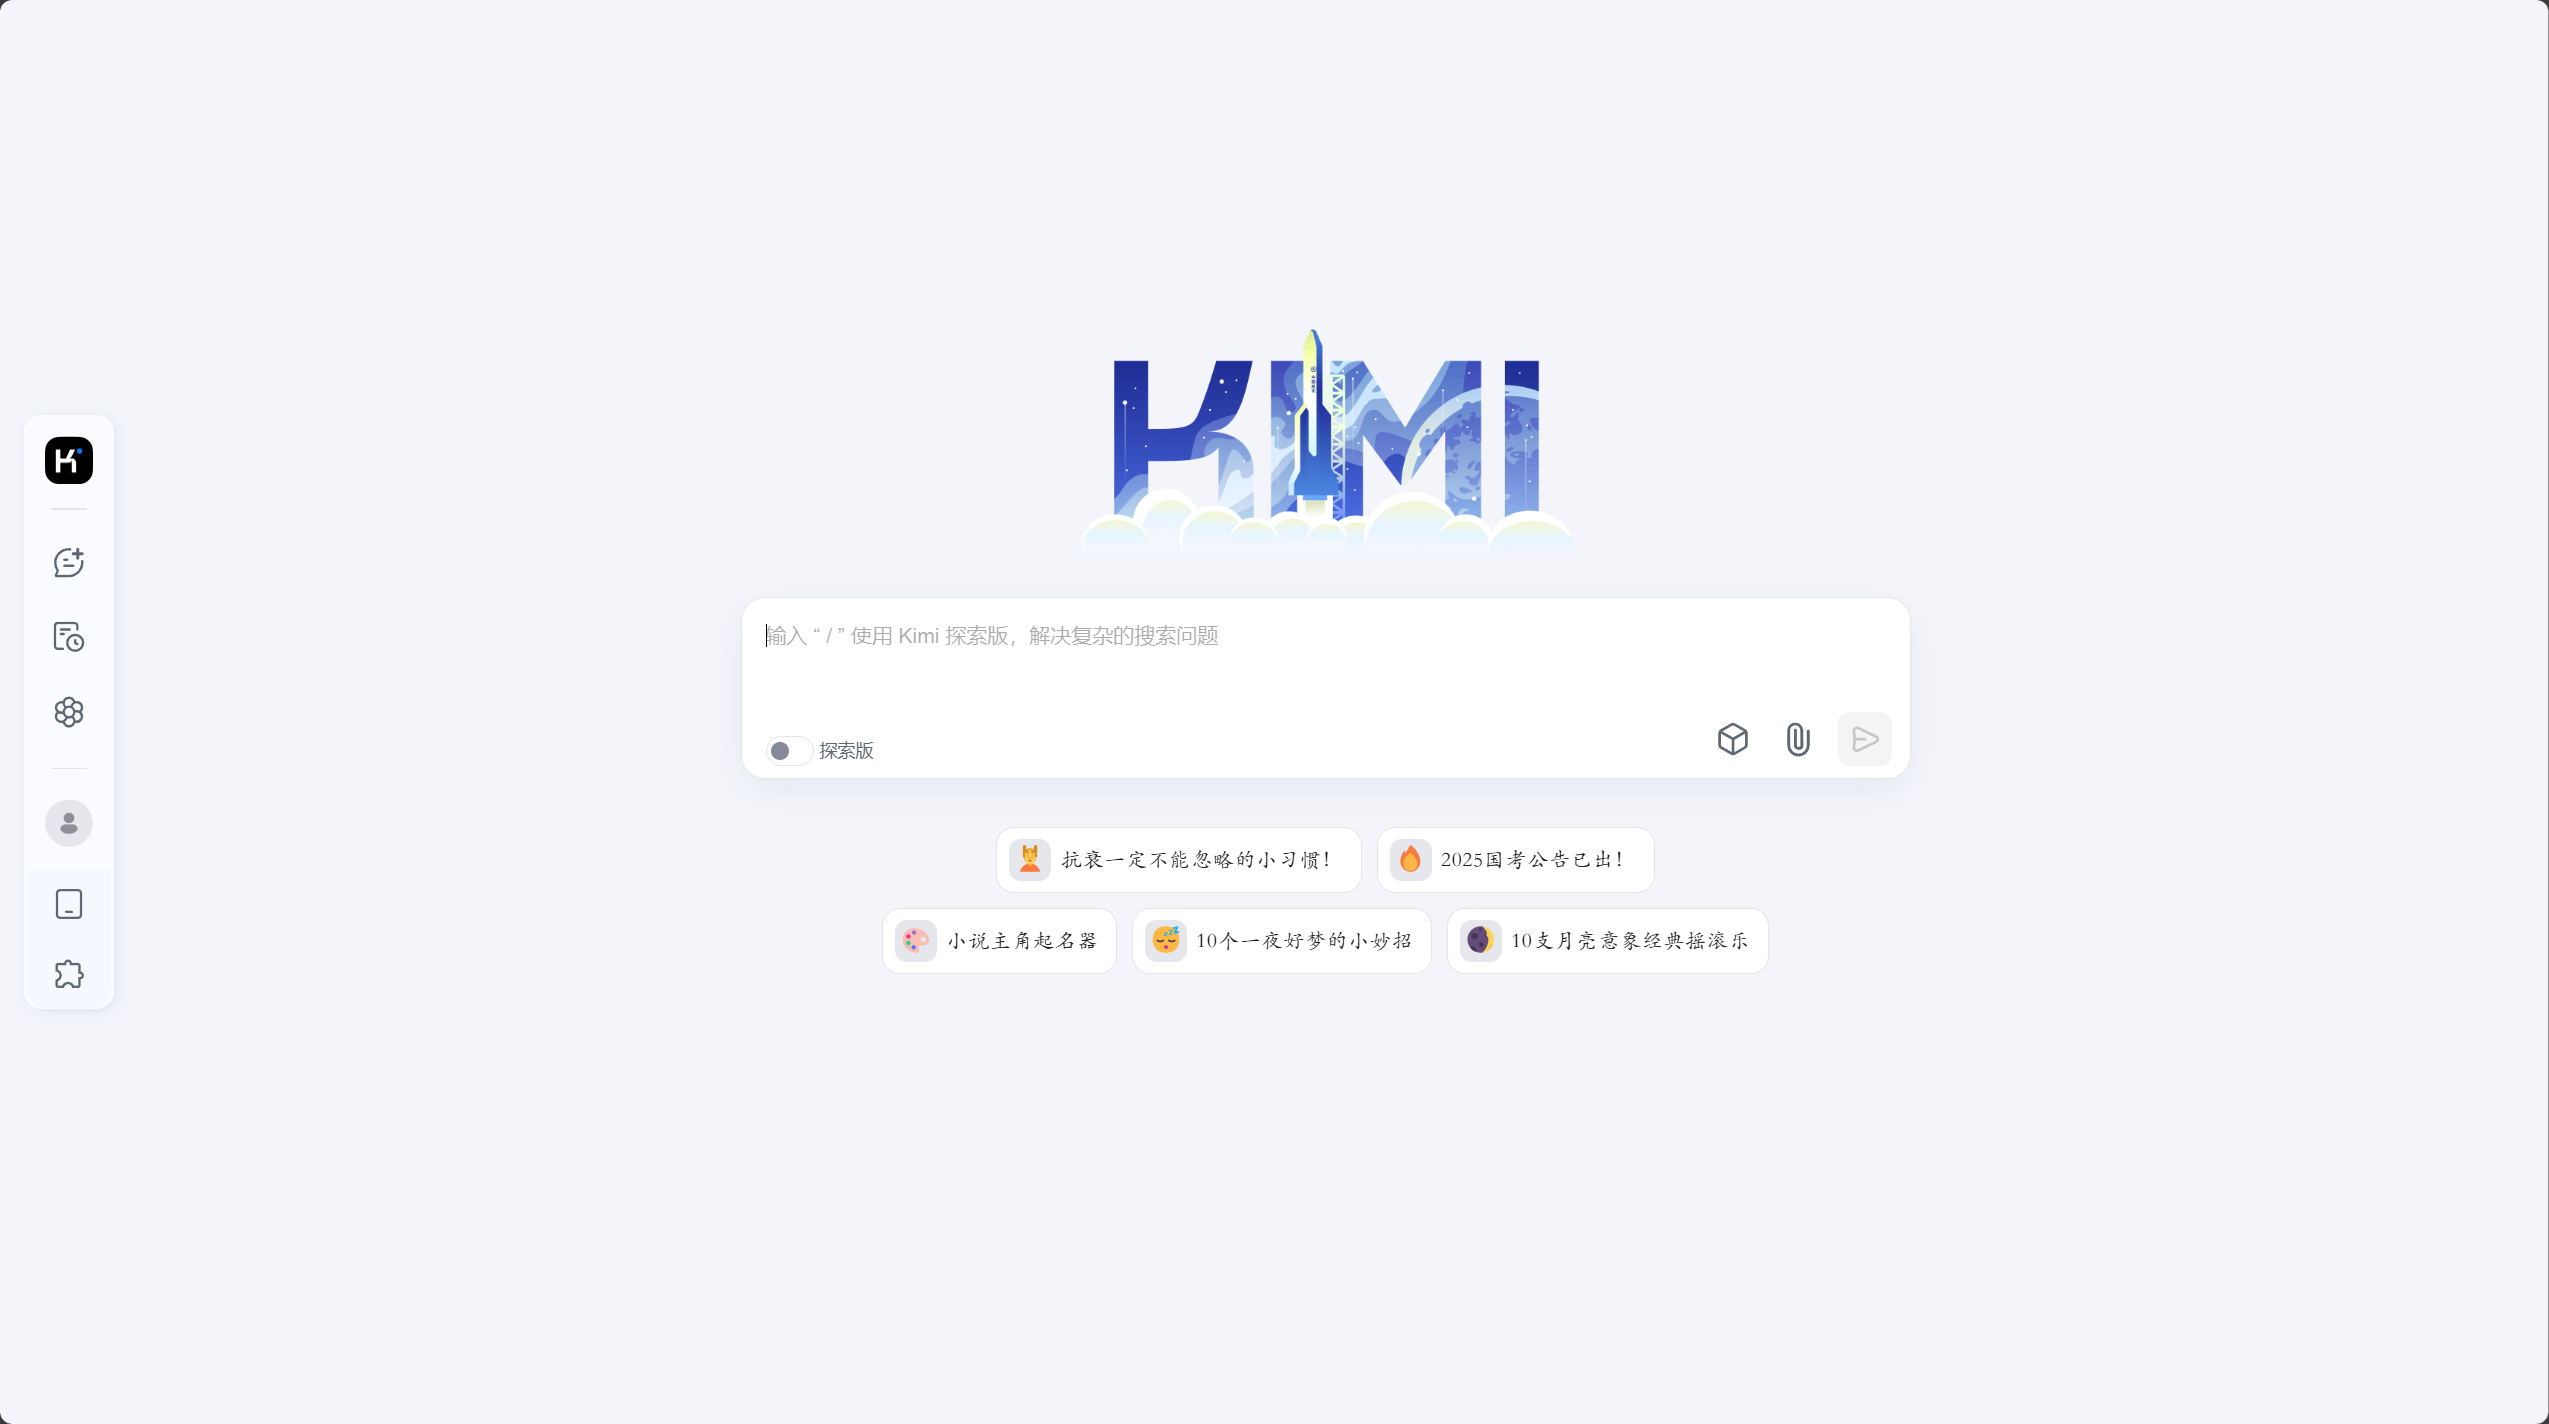 KIMI
K
输入 “ / ” 使用 Kimi 探索版，解决复杂的搜索问题
探索版
抗衰一定不能忽略的小习惯！
2025国考公告已出！
小说主角起名器
10个一夜好梦的小妙招
10支月亮意象经典摇滚乐